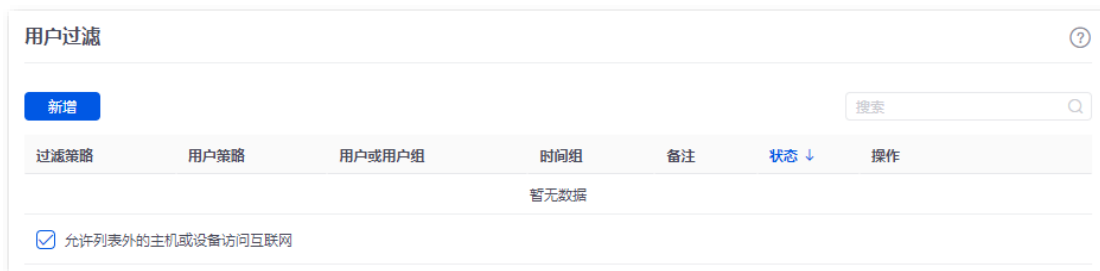 用户过滤
新增
搜索
过滤策略 用户策略 用户或用户组 时间组 备注 状态 ↓ 操作
暂无数据
允许列表外的主机或设备访问互联网